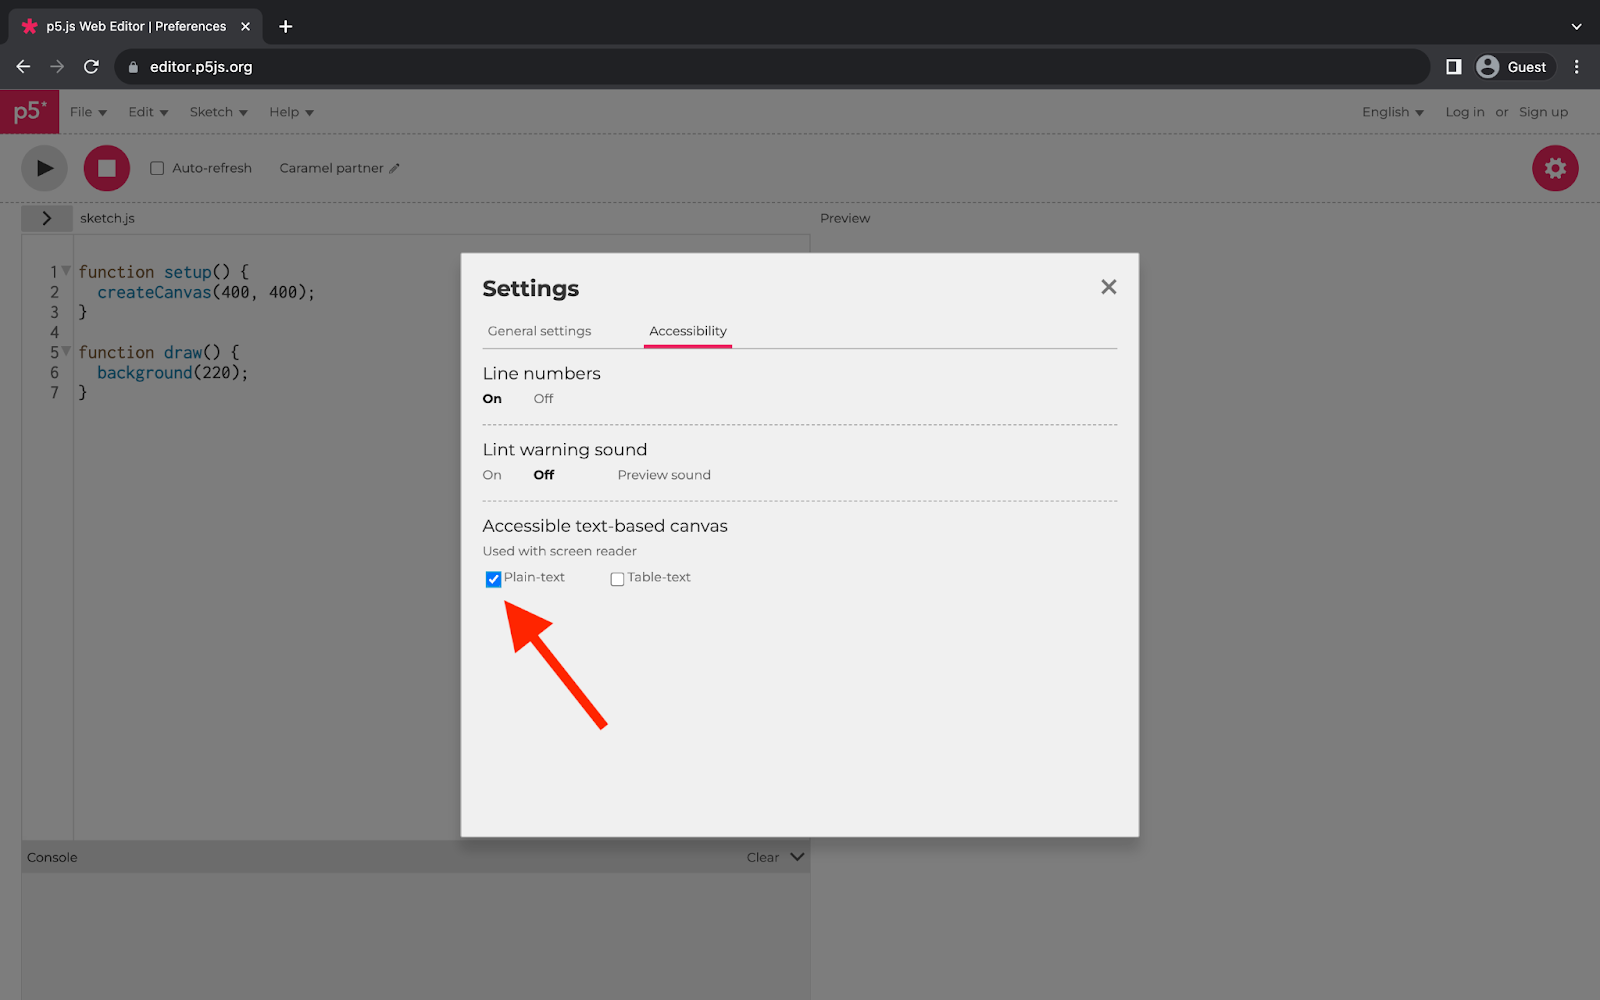 p5.js Web Editor | Preferences
editor.p5js.org
Guest
p5* File Edit Sketch Help English Log in or Sign up
Auto-refresh Caramel partner
sketch.js
Preview
1 function setup() {
2 createCanvas(400, 400);
3 }
4
5 function draw() {
6 background(220);
7 }
Settings
General settings Accessibility
Line numbers
On Off
Lint warning sound
On Off Preview sound
Accessible text-based canvas
Used with screen reader
Plain-text Table-text
Console Clear